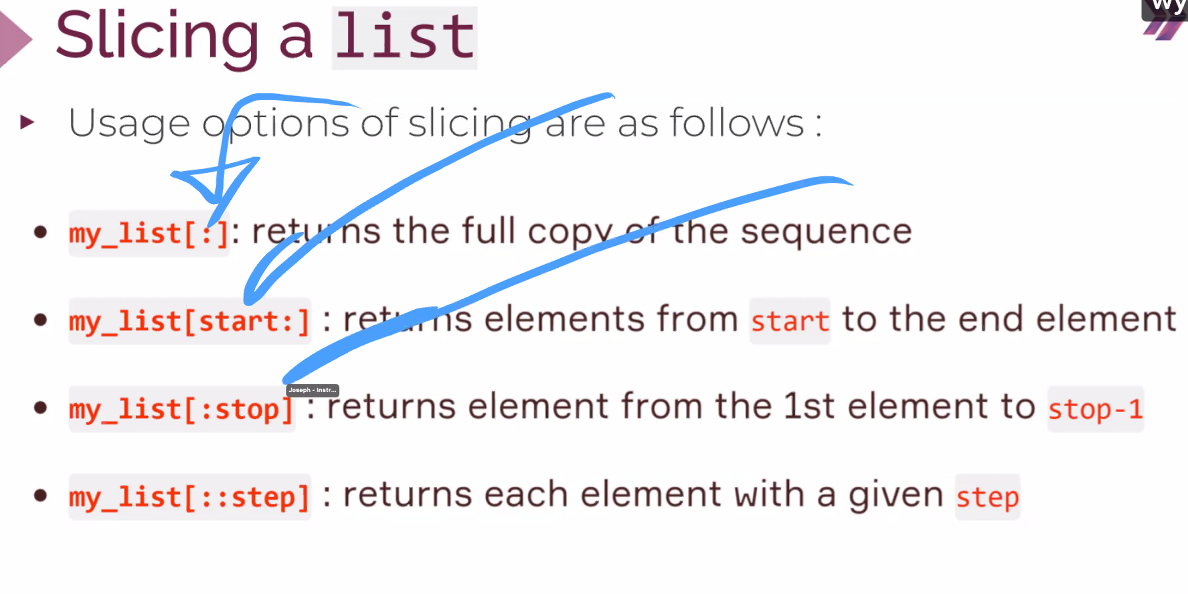 wy
Slicing a list
▸ Usage options of slicing are as follows :
• my_list[:]: returns the full copy of the sequence
• my_list[start:] : returns elements from start to the end element
Joseph - Instr...
• my_list[:stop] : returns element from the 1st element to stop-1
• my_list[::step] : returns each element with a given step